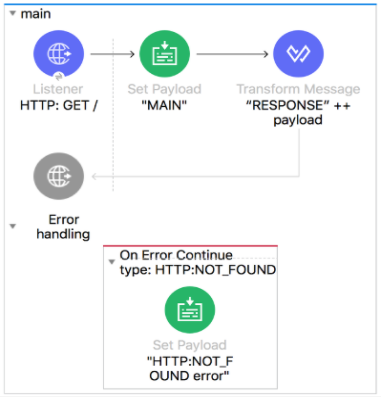 main
Listener
HTTP: GET /
Set Payload
"MAIN"
Transform Message
“RESPONSE” ++
payload
Error
handling
On Error Continue
type: HTTP:NOT_FOUND
Set Payload
"HTTP:NOT_F
OUND error"